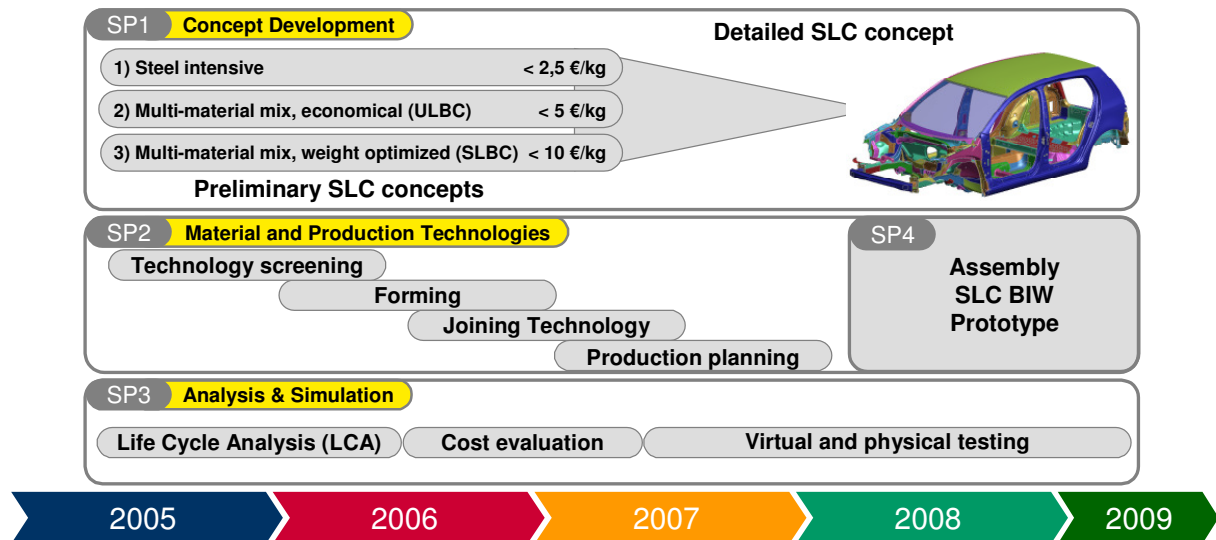 SP1 Concept Development
Detailed SLC concept
1) Steel intensive < 2,5 €/kg
2) Multi-material mix, economical (ULBC) < 5 €/kg
3) Multi-material mix, weight optimized (SLBC) < 10 €/kg
Preliminary SLC concepts
SP2 Material and Production Technologies
Technology screening
Forming
Joining Technology
Production planning
SP4
Assembly
SLC BIW
Prototype
SP3 Analysis & Simulation
Life Cycle Analysis (LCA) Cost evaluation Virtual and physical testing
2005 2006 2007 2008 2009